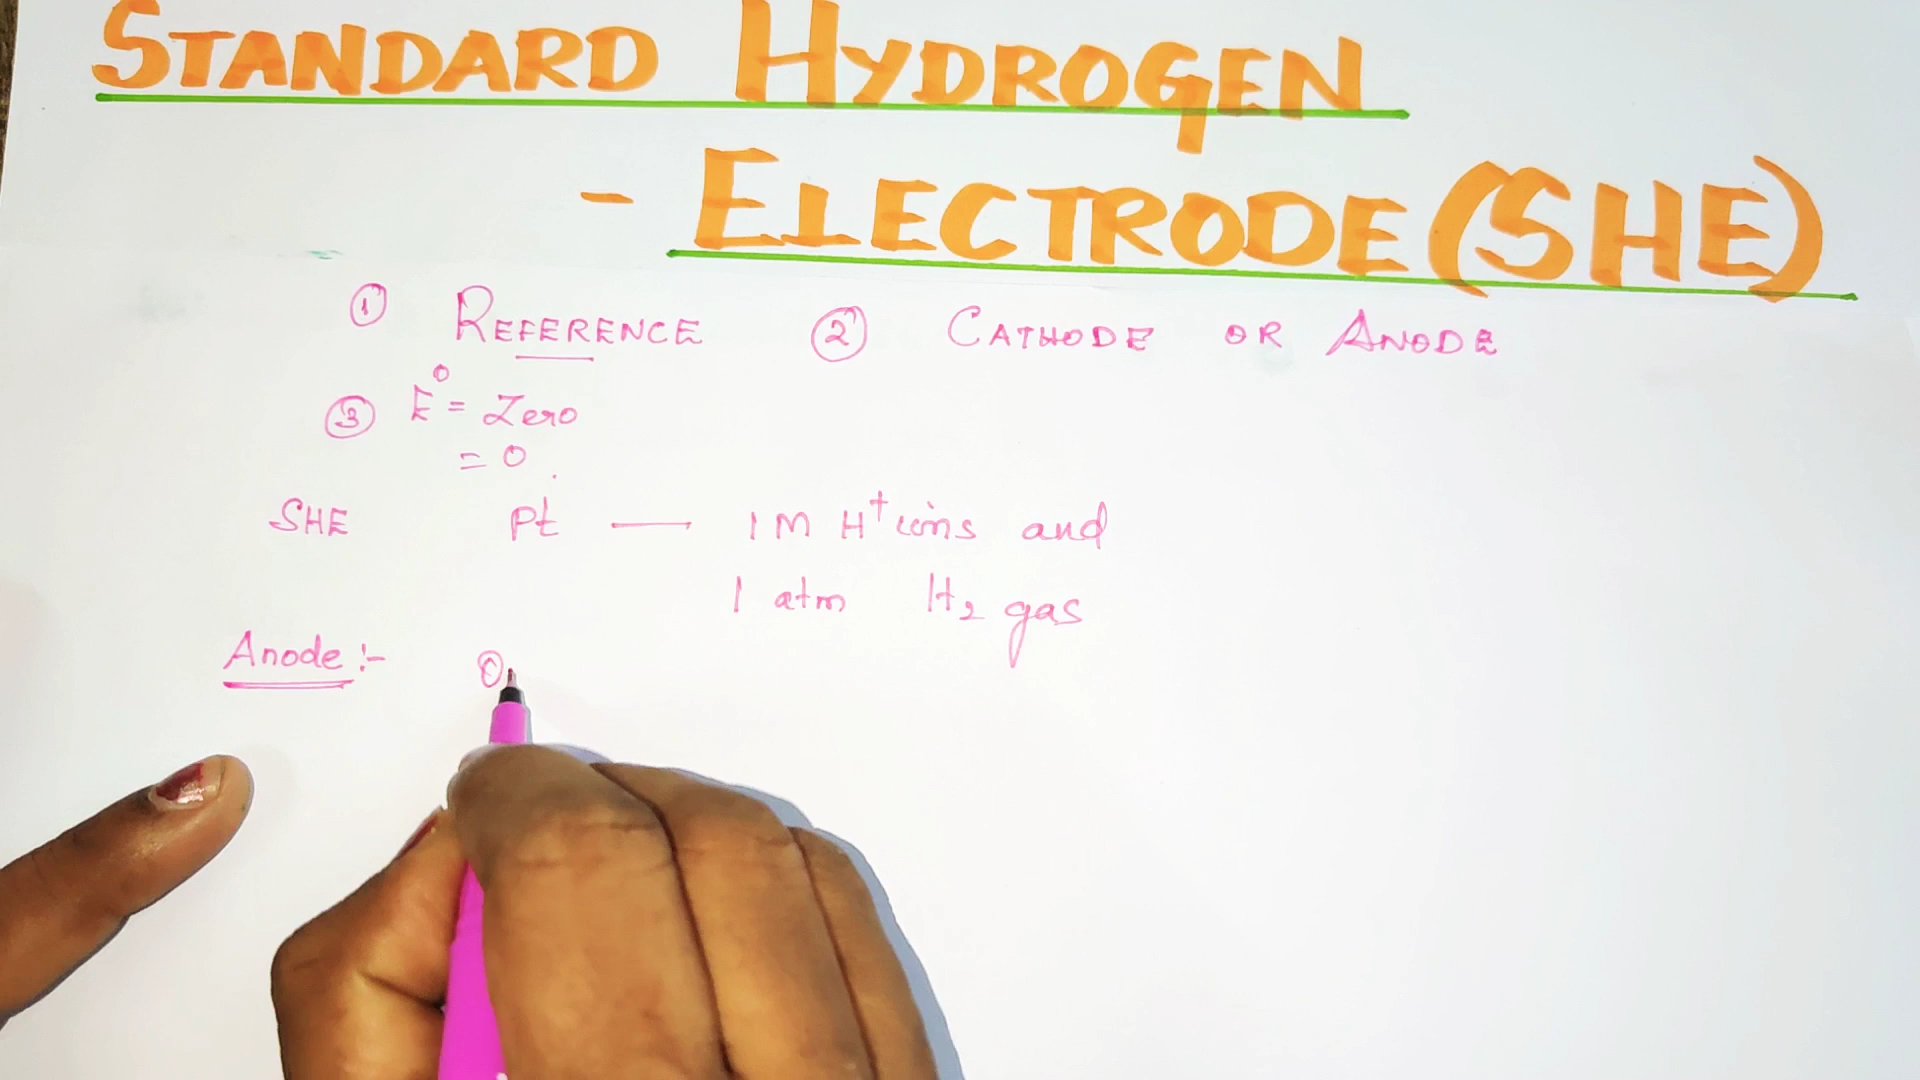 STANDARD HYDROGEN
- ELECTRODE (SHE)
① REFERENCE ② CATHODE OR ANODE
③ E⁰ = Zero
= 0
SHE Pt — 1 M H⁺ ions and
1 atm H₂ gas
Anode :- O